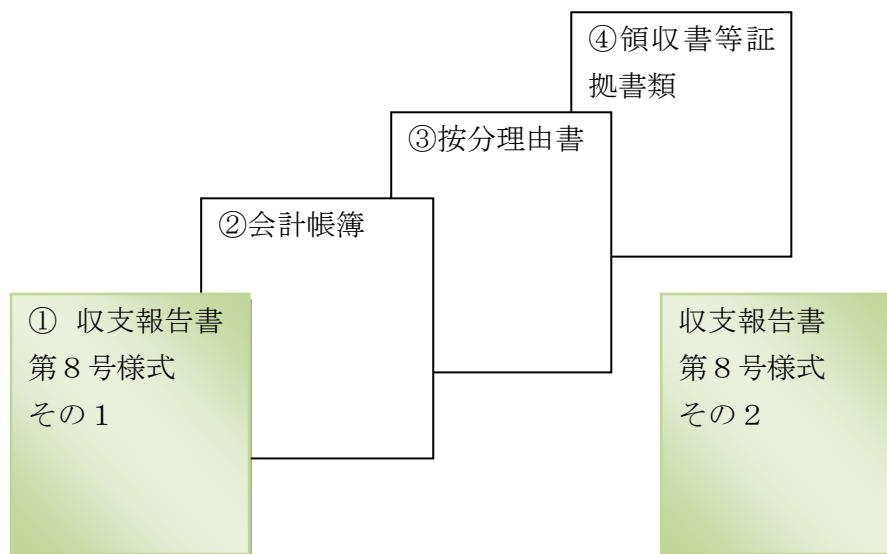 ④領収書等証
拠書類
③按分理由書
②会計帳簿
① 収支報告書
第８号様式
その１
収支報告書
第８号様式
その２